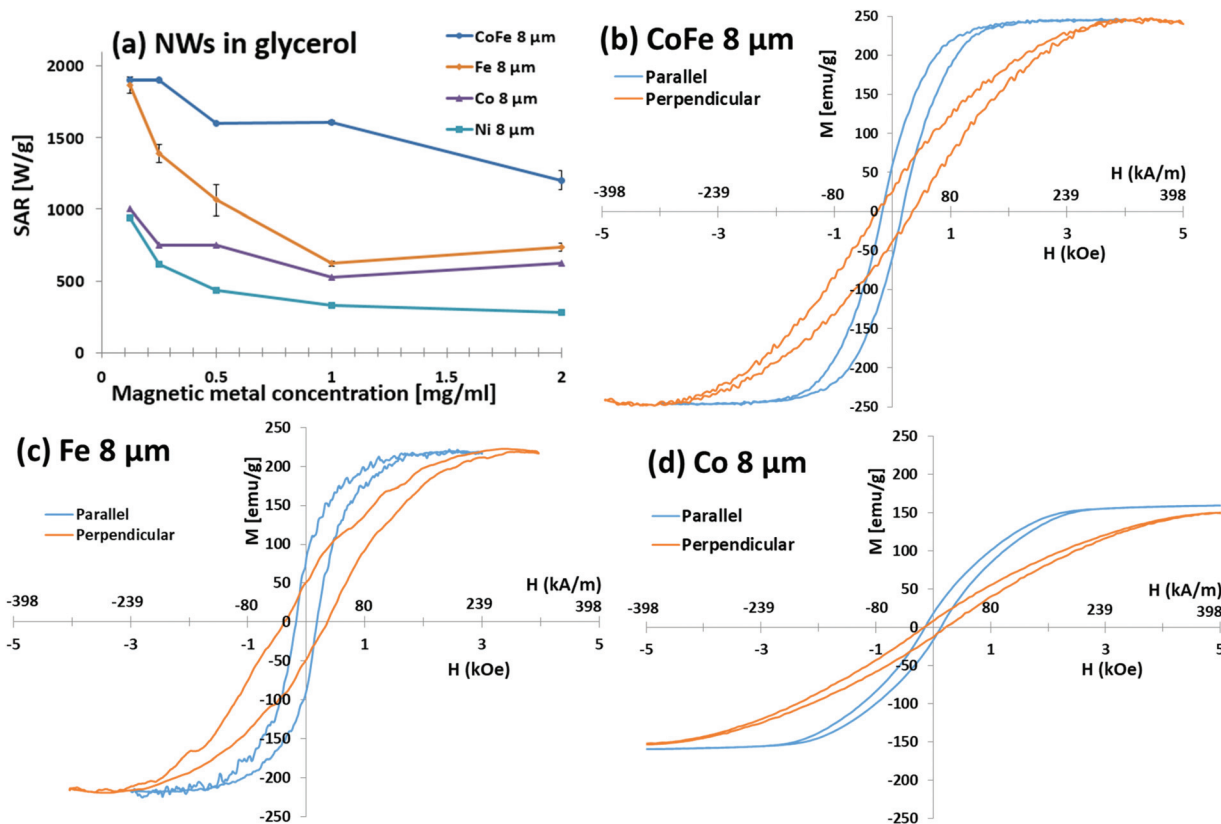 (a) NWs in glycerol
CoFe 8 µm
Fe 8 µm
Co 8 µm
Ni 8 µm
SAR [W/g]
2000
1500
1000
500
0
0
0.5
1
1.5
2
Magnetic metal concentration [mg/ml]
(b) CoFe 8 µm
Parallel
Perpendicular
M [emu/g]
250
200
150
100
50
0
-50
-100
-150
-200
-250
H (kA/m)
-398 -239 -80 80 239 398
-5 -3 -1 1 3 5
H (kOe)
(c) Fe 8 µm
Parallel
Perpendicular
M [emu/g]
250
200
150
100
50
0
-50
-100
-150
-200
-250
H (kA/m)
-398 -239 -80 80 239 398
-5 -3 -1 1 3 5
H (kOe)
(d) Co 8 µm
Parallel
Perpendicular
M [emu/g]
250
200
150
100
50
0
-50
-100
-150
-200
-250
H (kA/m)
-398 -239 -80 80 239 398
-5 -3 -1 1 3 5
H (kOe)